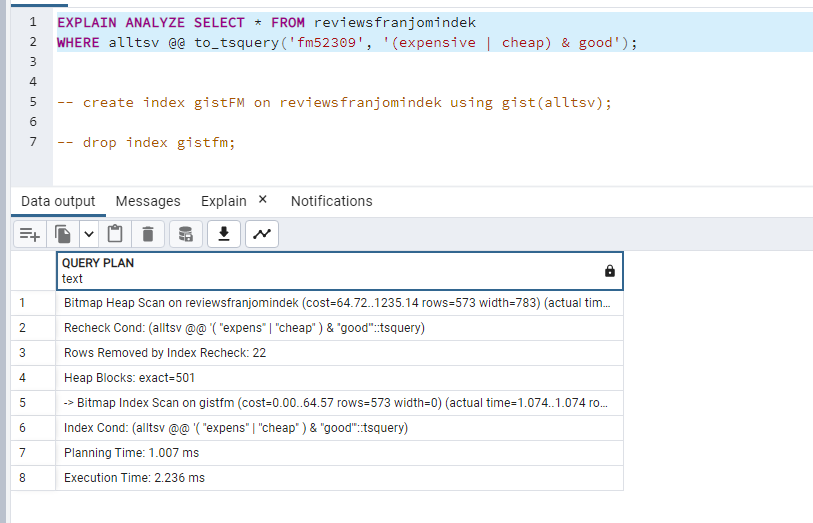 1 EXPLAIN ANALYZE SELECT * FROM reviewsfranjomindek
2 WHERE alltsv @@ to_tsquery('fm52309', '(expensive | cheap) & good');
3
4
5 -- create index gistFM on reviewsfranjomindek using gist(alltsv);
6
7 -- drop index gistfm;
Data output Messages Explain × Notifications
QUERY PLAN
text
1 Bitmap Heap Scan on reviewsfranjomindek (cost=64.72..1235.14 rows=573 width=783) (actual tim...
2 Recheck Cond: (alltsv @@ '( "expens" | "cheap" ) & "good"'::tsquery)
3 Rows Removed by Index Recheck: 22
4 Heap Blocks: exact=501
5 -> Bitmap Index Scan on gistfm (cost=0.00..64.57 rows=573 width=0) (actual time=1.074..1.074 ro...
6 Index Cond: (alltsv @@ '( "expens" | "cheap" ) & "good"'::tsquery)
7 Planning Time: 1.007 ms
8 Execution Time: 2.236 ms